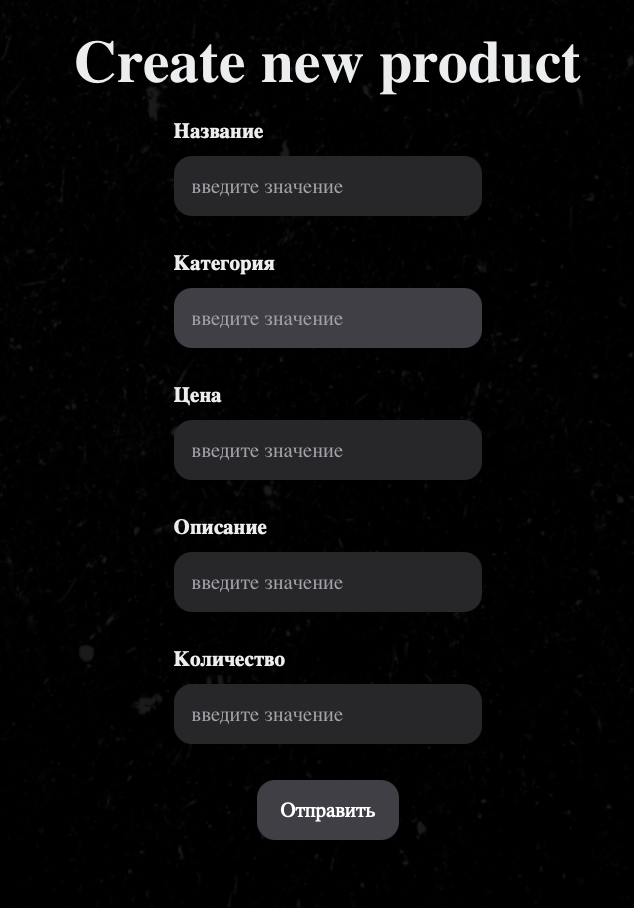 Create new product
Название
введите значение
Категория
введите значение
Цена
введите значение
Описание
введите значение
Количество
введите значение
Отправить